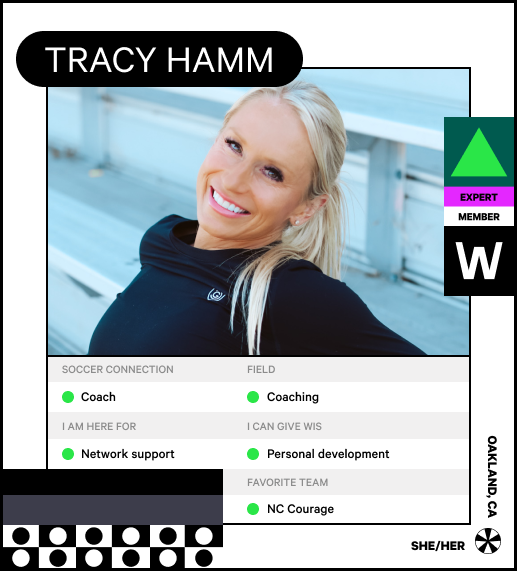 TRACY HAMM
EXPERT
MEMBER
W
SOCCER CONNECTION
FIELD
Coach
Coaching
I AM HERE FOR
I CAN GIVE WIS
Network support
Personal development
FAVORITE TEAM
NC Courage
OAKLAND, CA
SHE/HER